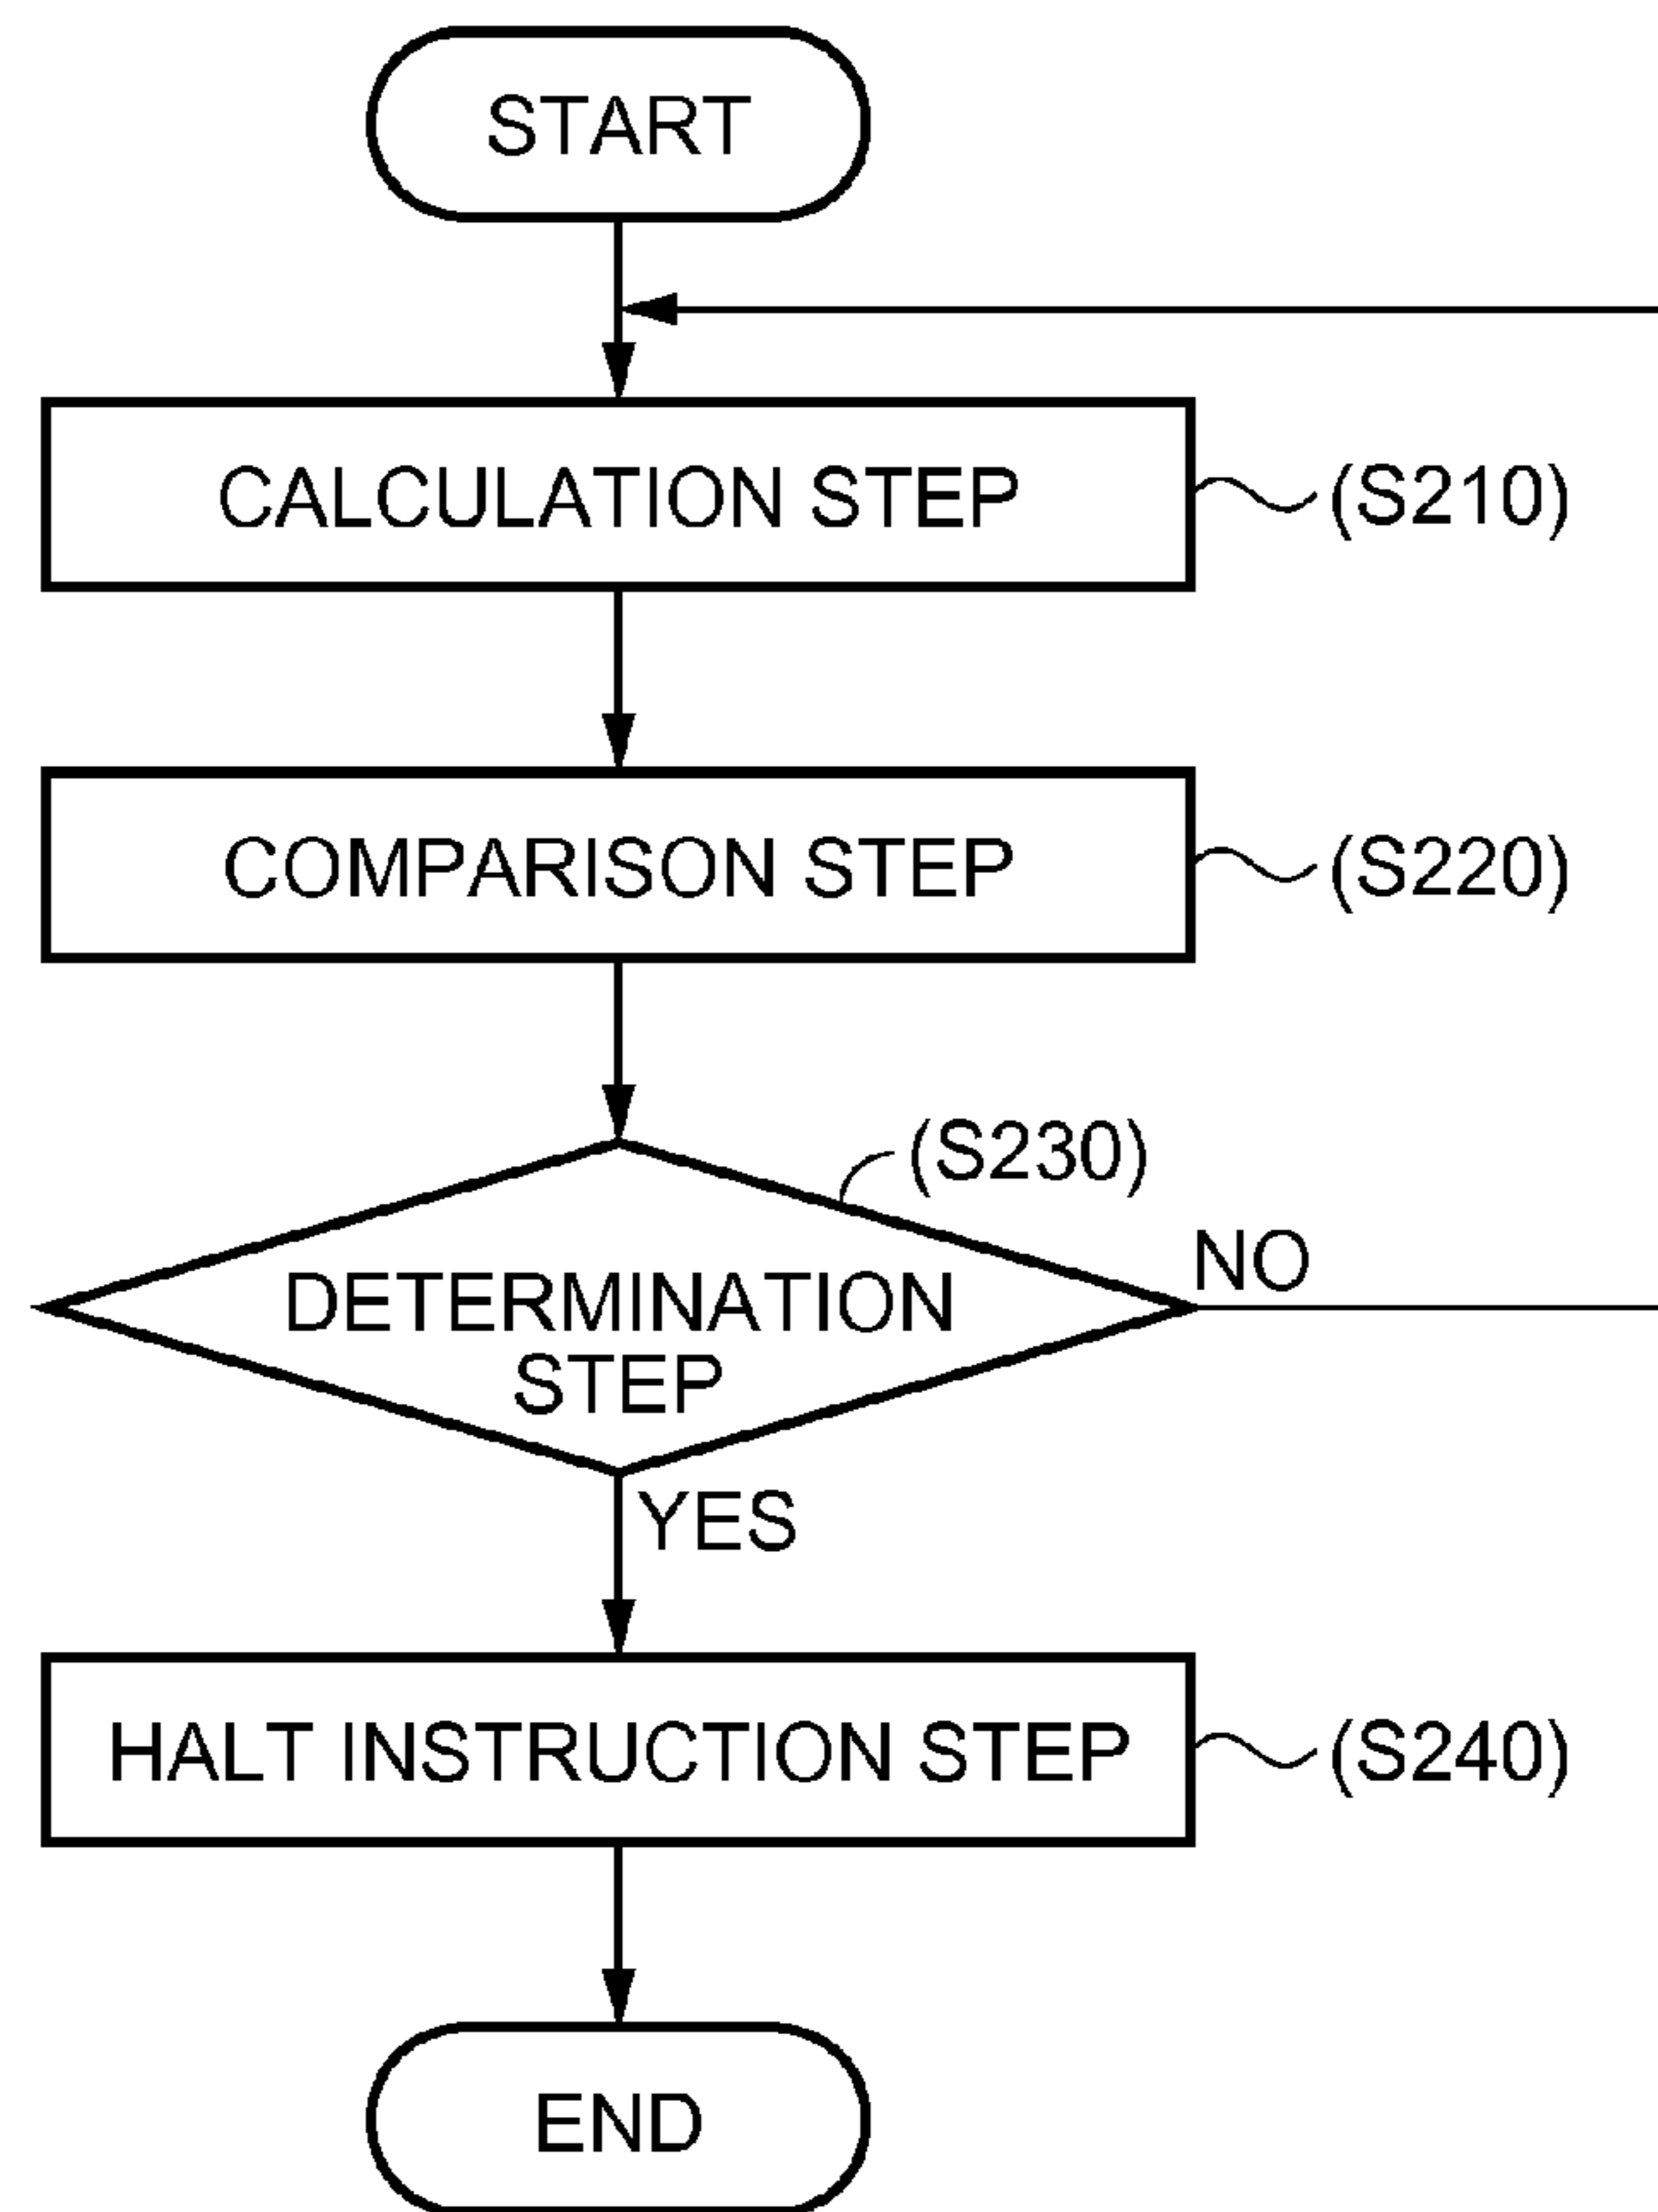 START
CALCULATION STEP (S210)
COMPARISON STEP (S220)
(S230)
NO
DETERMINATION
STEP
YES
HALT INSTRUCTION STEP (S240)
END